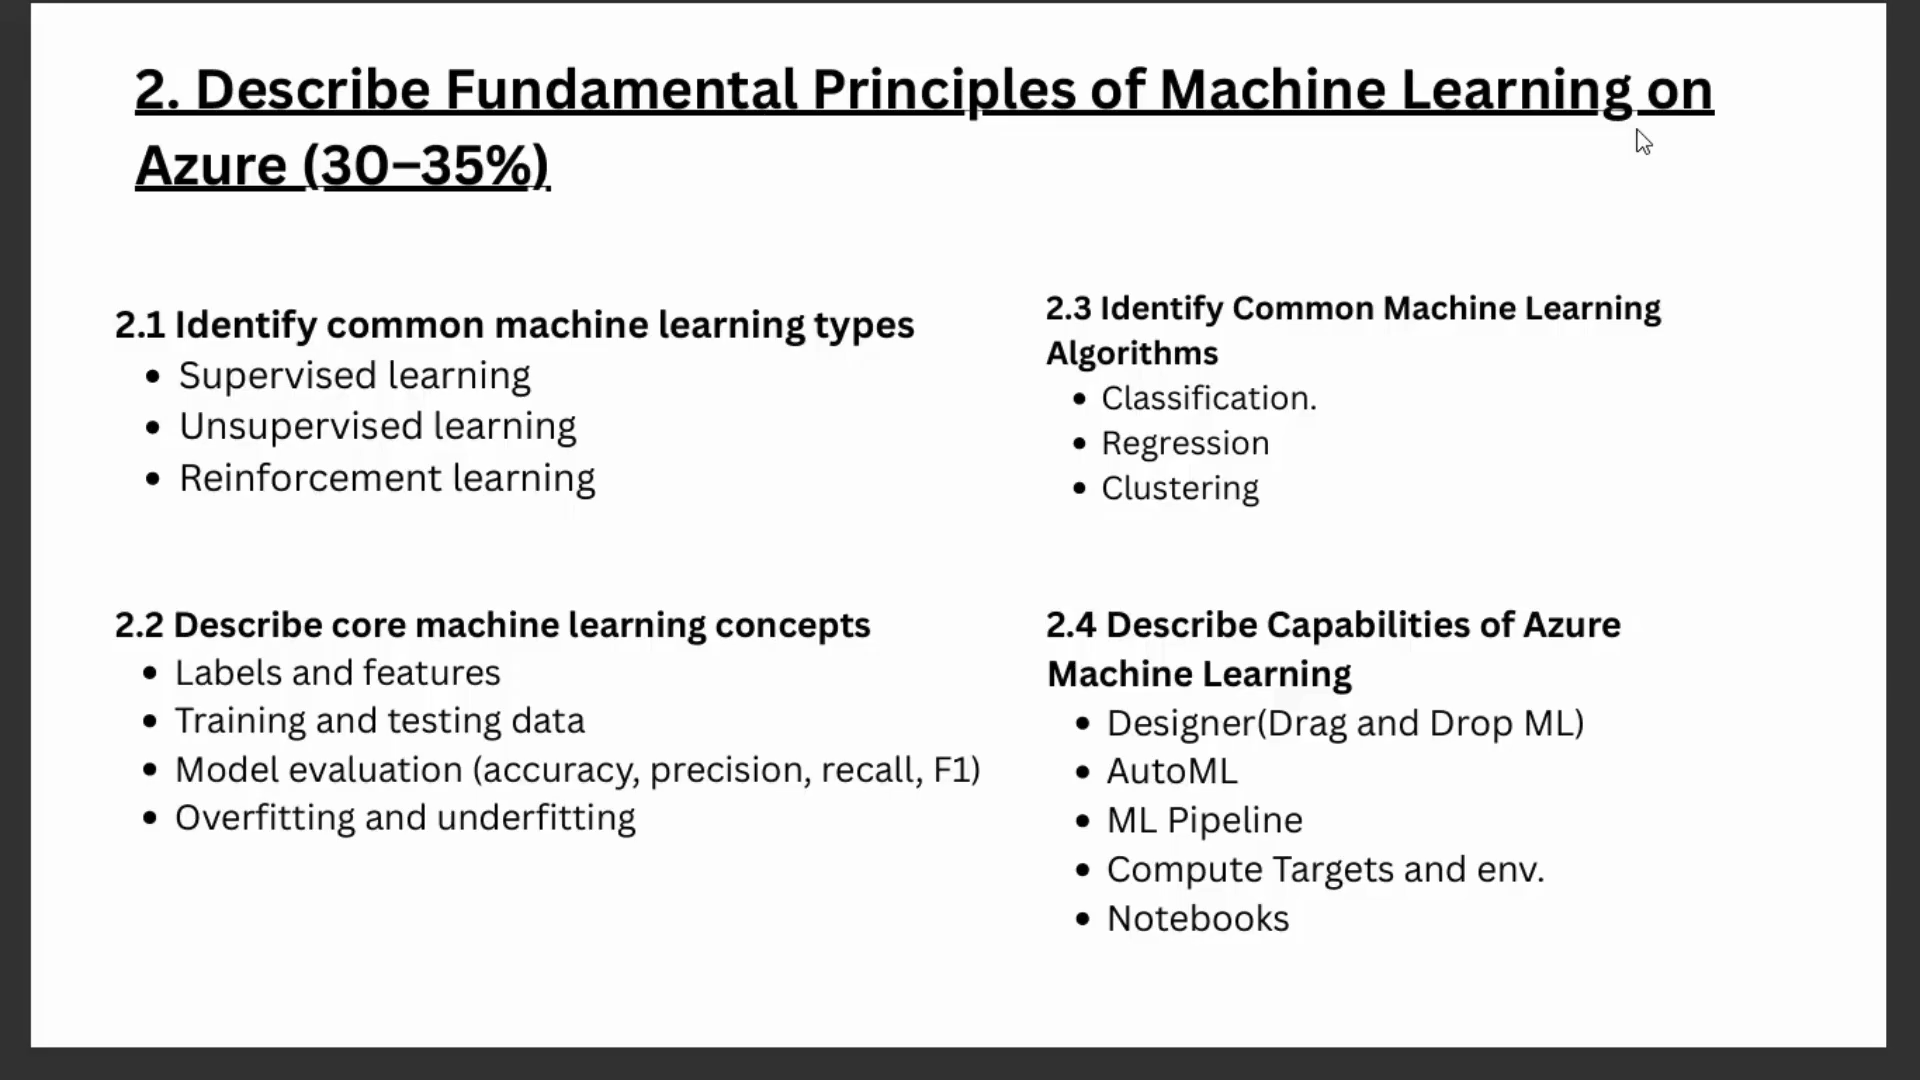 2. Describe Fundamental Principles of Machine Learning on
Azure (30–35%)
2.1 Identify common machine learning types
• Supervised learning
• Unsupervised learning
• Reinforcement learning
2.2 Describe core machine learning concepts
• Labels and features
• Training and testing data
• Model evaluation (accuracy, precision, recall, F1)
• Overfitting and underfitting
2.3 Identify Common Machine Learning
Algorithms
• Classification.
• Regression
• Clustering
2.4 Describe Capabilities of Azure
Machine Learning
• Designer(Drag and Drop ML)
• AutoML
• ML Pipeline
• Compute Targets and env.
• Notebooks